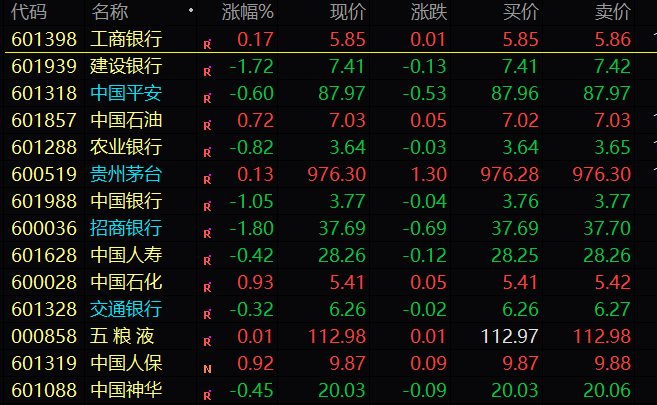 代码 名称 涨幅% 现价 涨跌 买价 卖价
601398 工商银行 R 0.17 5.85 0.01 5.85 5.86
601939 建设银行 R -1.72 7.41 -0.13 7.41 7.42
601318 中国平安 R -0.60 87.97 -0.53 87.96 87.97
601857 中国石油 R 0.72 7.03 0.05 7.02 7.03
601288 农业银行 R -0.82 3.64 -0.03 3.64 3.65
600519 贵州茅台 R 0.13 976.30 1.30 976.28 976.30
601988 中国银行 R -1.05 3.77 -0.04 3.76 3.77
600036 招商银行 R -1.80 37.69 -0.69 37.69 37.70
601628 中国人寿 R -0.42 28.26 -0.12 28.25 28.26
600028 中国石化 R 0.93 5.41 0.05 5.41 5.42
601328 交通银行 R -0.32 6.26 -0.02 6.26 6.27
000858 五 粮 液 R 0.01 112.98 0.01 112.97 112.98
601319 中国人保 N 0.92 9.87 0.09 9.87 9.88
601088 中国神华 R -0.45 20.03 -0.09 20.03 20.06